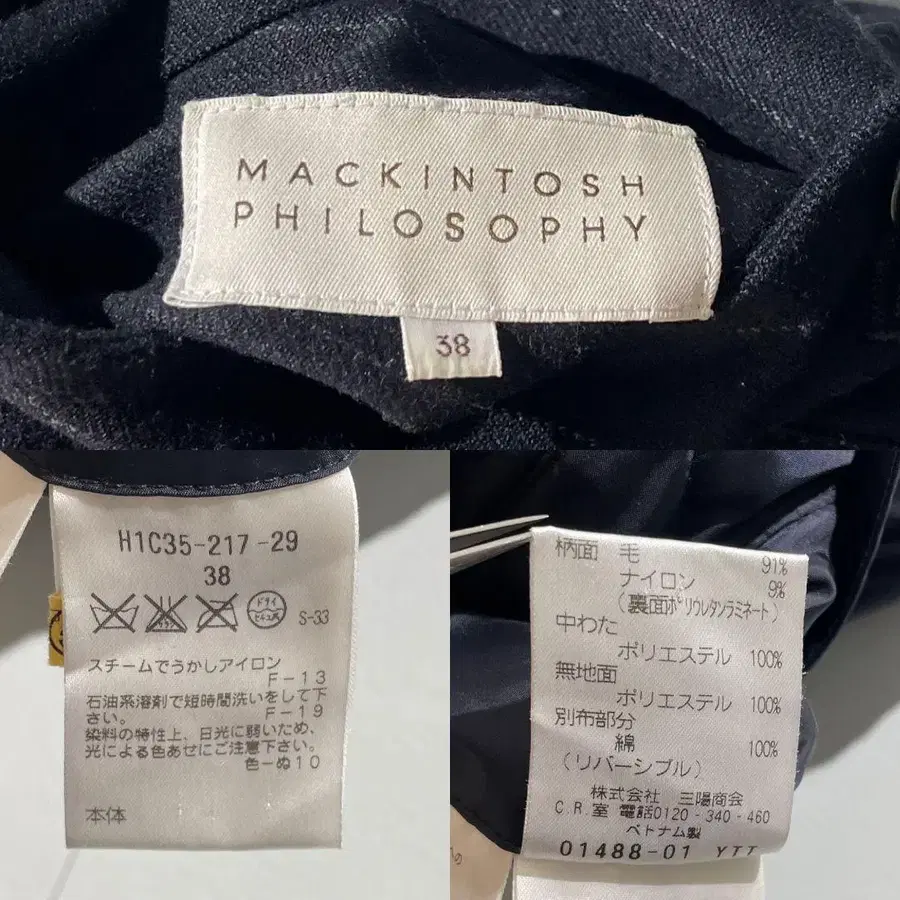 MACKINTOSH
PHILOSOPHY
38
H1C35-217-29
38
ドライ
セキユ系
S-33
スチームでうかしアイロン
F-13
石油系溶剤で短時間洗いをして下
さい。 F-19
染料の特性上、日光に弱いため、
光による色あせにご注意下さい。
色-ぬ10
本体
柄面 毛 91%
ナイロン 9%
(裏面ポリウレタンラミネート)
中わた
ポリエステル 100%
無地面
ポリエステル 100%
別布部分
綿 100%
(リバーシブル)
株式会社 三陽商会
C.R.室 電話0120-340-460
ベトナム製
01488-01 YTT